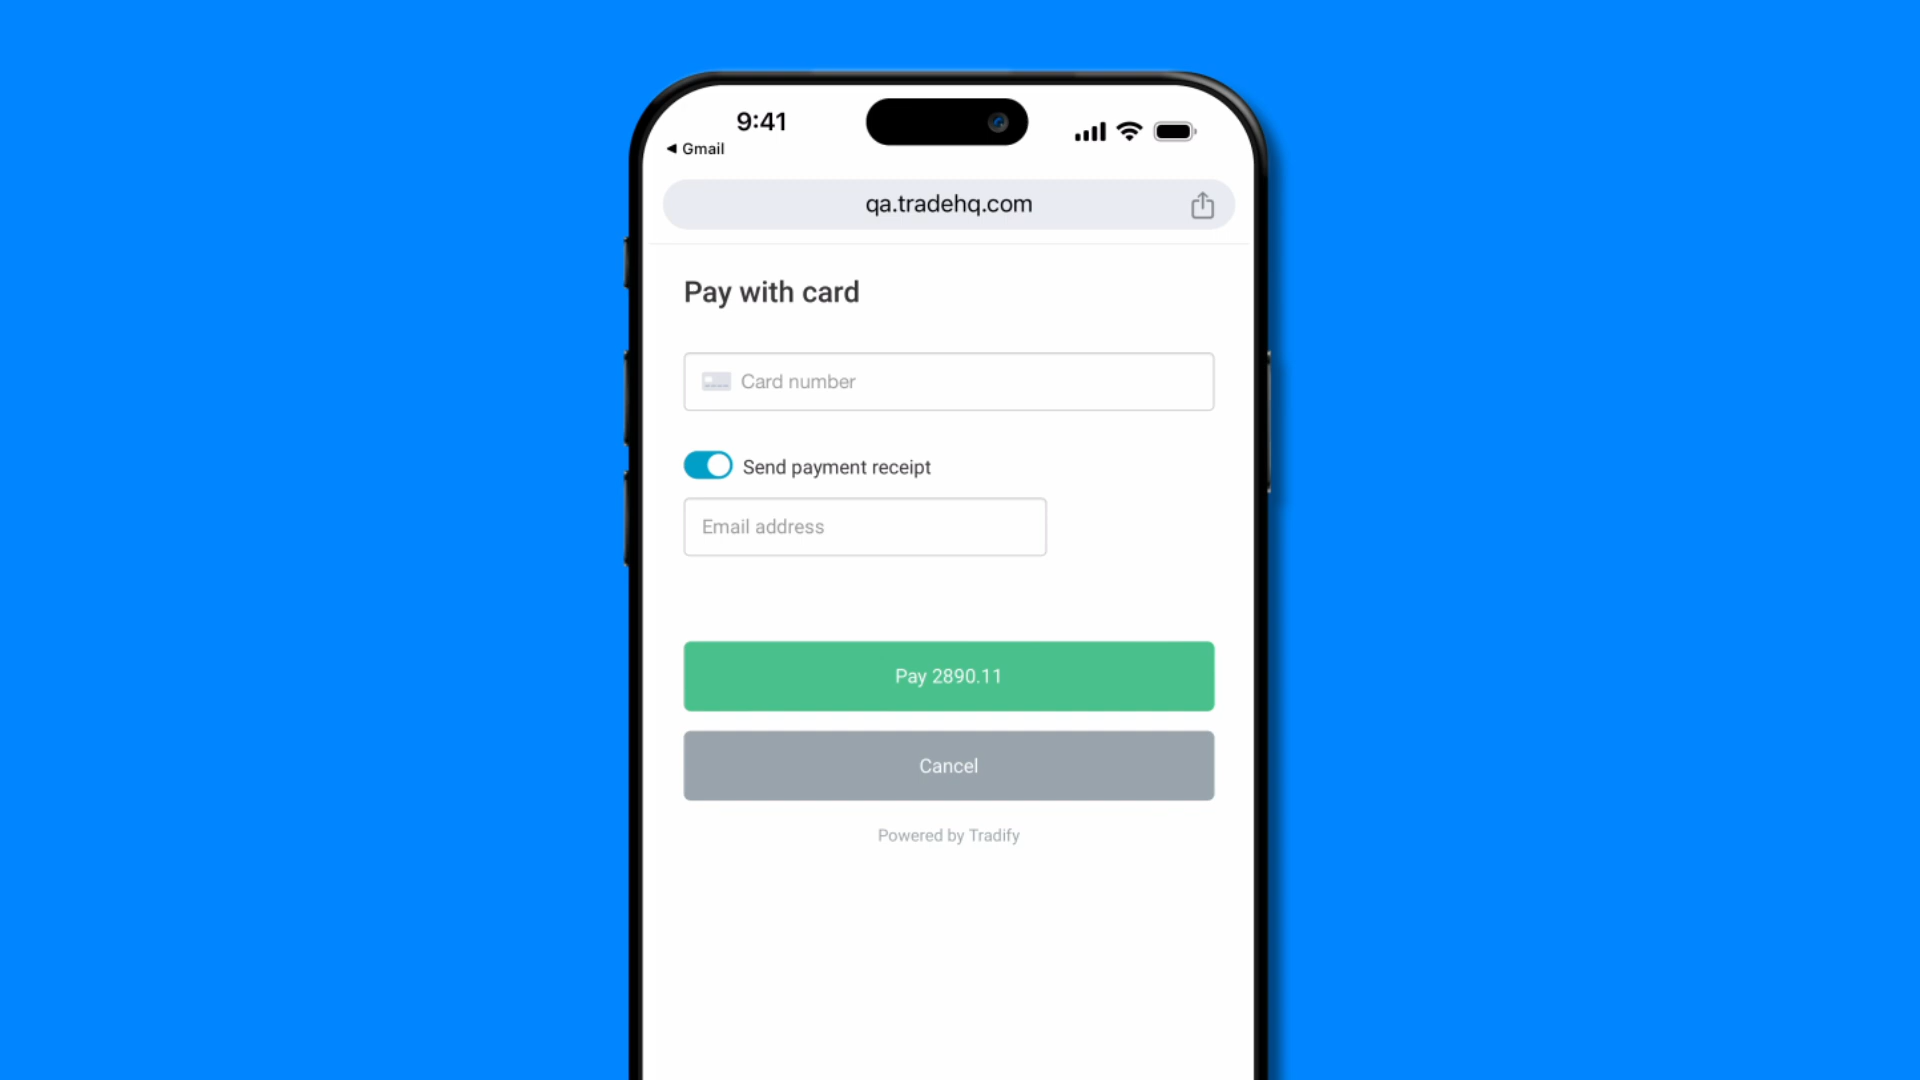 9:41
◀ Gmail
qa.tradehq.com
Pay with card
Card number
Send payment receipt
Email address
Pay 2890.11
Cancel
Powered by Tradify